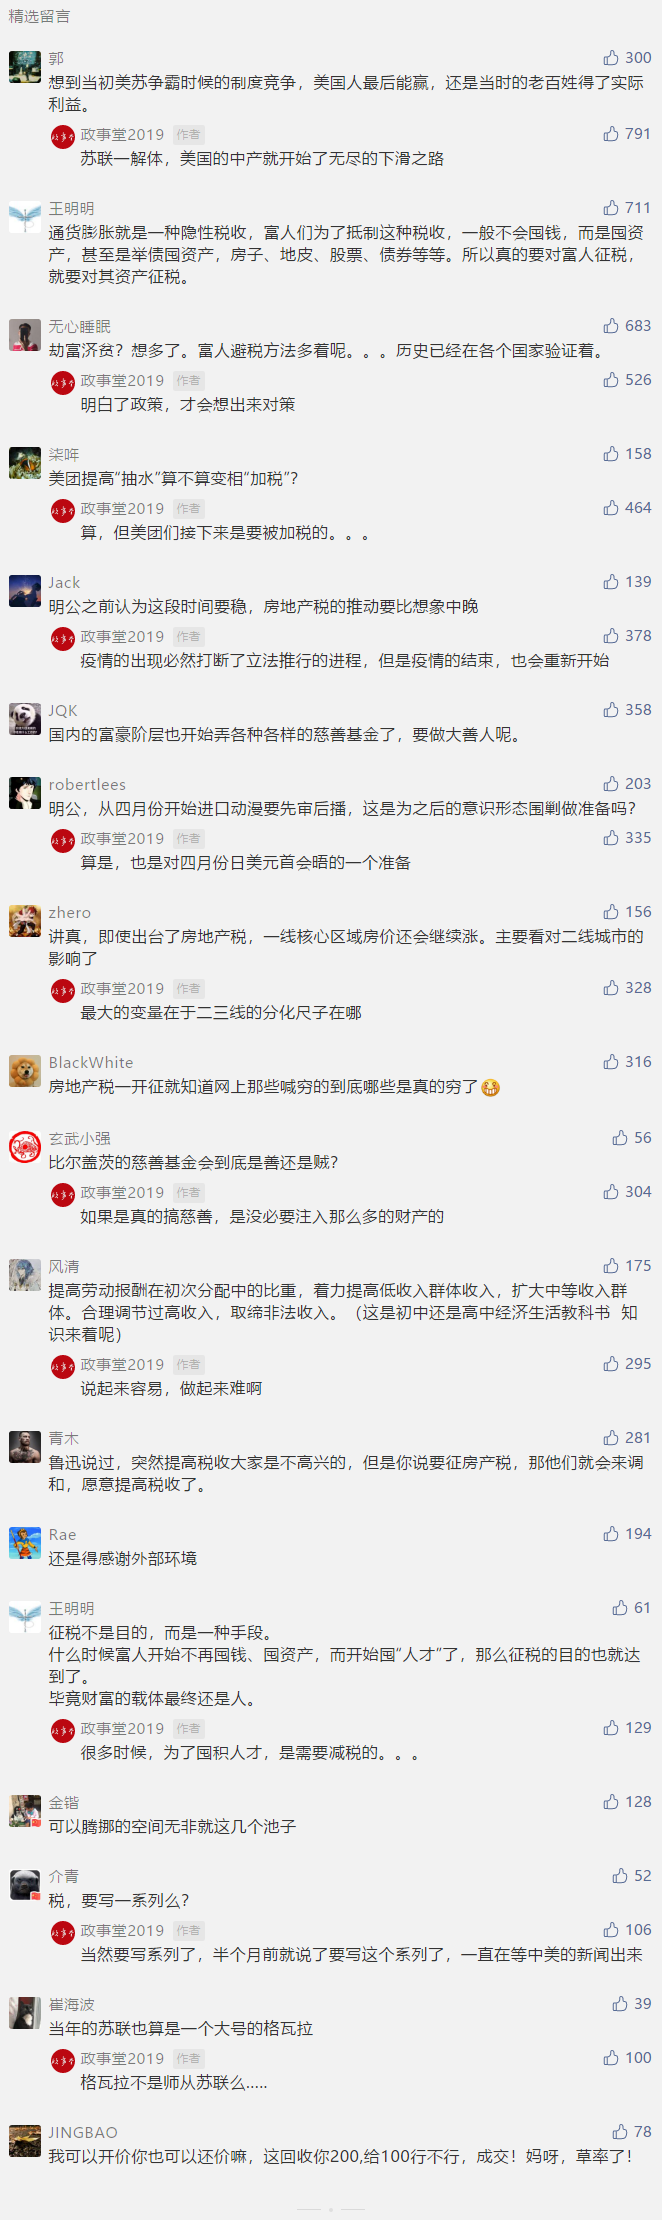 精选留言
郭
300
想到当初美苏争霸时候的制度竞争，美国人最后能赢，还是当时的老百姓得了实际
利益。
政事堂2019 作者
791
苏联一解体，美国的中产就开始了无尽的下滑之路
王明明
711
通货膨胀就是一种隐性税收，富人们为了抵制这种税收，一般不会囤钱，而是囤资
产，甚至是举债囤资产，房子、地皮、股票、债券等等。所以真的要对富人征税，
就要对其资产征税。
无心睡眠
683
劫富济贫？想多了。富人避税方法多着呢。。。历史已经在各个国家验证着。
政事堂2019 作者
526
明白了政策，才会想出来对策
柒哖
158
美团提高“抽水”算不算变相“加税”？
政事堂2019 作者
464
算，但美团们接下来是要被加税的。。。
Jack
139
明公之前认为这段时间要稳，房地产税的推动要比想象中晚
政事堂2019 作者
378
疫情的出现必然打断了立法推行的进程，但是疫情的结束，也会重新开始
JQK
358
国内的富豪阶层也开始弄各种各样的慈善基金了，要做大善人呢。
robertlees
203
明公，从四月份开始进口动漫要先审后播，这是为之后的意识形态围剿做准备吗？
政事堂2019 作者
335
算是，也是对四月份日美元首会晤的一个准备
zhero
156
讲真，即使出台了房地产税，一线核心区域房价还会继续涨。主要看对二线城市的
影响了
政事堂2019 作者
328
最大的变量在于二三线的分化尺子在哪
BlackWhite
316
房地产税一开征就知道网上那些喊穷的到底哪些是真的穷了
玄武小强
56
比尔盖茨的慈善基金会到底是善还是贼？
政事堂2019 作者
304
如果是真的搞慈善，是没必要注入那么多的财产的
风清
175
提高劳动报酬在初次分配中的比重，着力提高低收入群体收入，扩大中等收入群
体。合理调节过高收入，取缔非法收入。（这是初中还是高中经济生活教科书 知
识来着呢）
政事堂2019 作者
295
说起来容易，做起来难啊
青木
281
鲁迅说过，突然提高税收大家是不高兴的，但是你说要征房产税，那他们就会来调
和，愿意提高税收了。
Rae
194
还是得感谢外部环境
王明明
61
征税不是目的，而是一种手段。
什么时候富人开始不再囤钱、囤资产，而开始囤“人才”了，那么征税的目的也就达
到了。
毕竟财富的载体最终还是人。
政事堂2019 作者
129
很多时候，为了囤积人才，是需要减税的。。。
金锴
128
可以腾挪的空间无非就这几个池子
介青
52
税，要写一系列么？
政事堂2019 作者
106
当然要写系列了，半个月前就说了要写这个系列了，一直在等中美的新闻出来
崔海波
39
当年的苏联也算是一个大号的格瓦拉
政事堂2019 作者
100
格瓦拉不是师从苏联么.....
JINGBAO
78
我可以开价你也可以还价嘛，这回收你200,给100行不行，成交！妈呀，草率了！